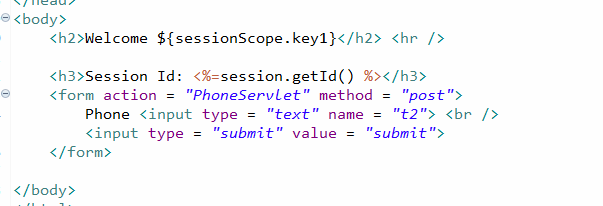 </head>
<body>
<h2>Welcome ${sessionScope.key1}</h2> <hr />
<h3>Session Id: <%=session.getId() %></h3>
<form action = "PhoneServlet" method = "post">
Phone <input type = "text" name = "t2"> <br />
<input type = "submit" value = "submit">
</form>
</body>
</html>